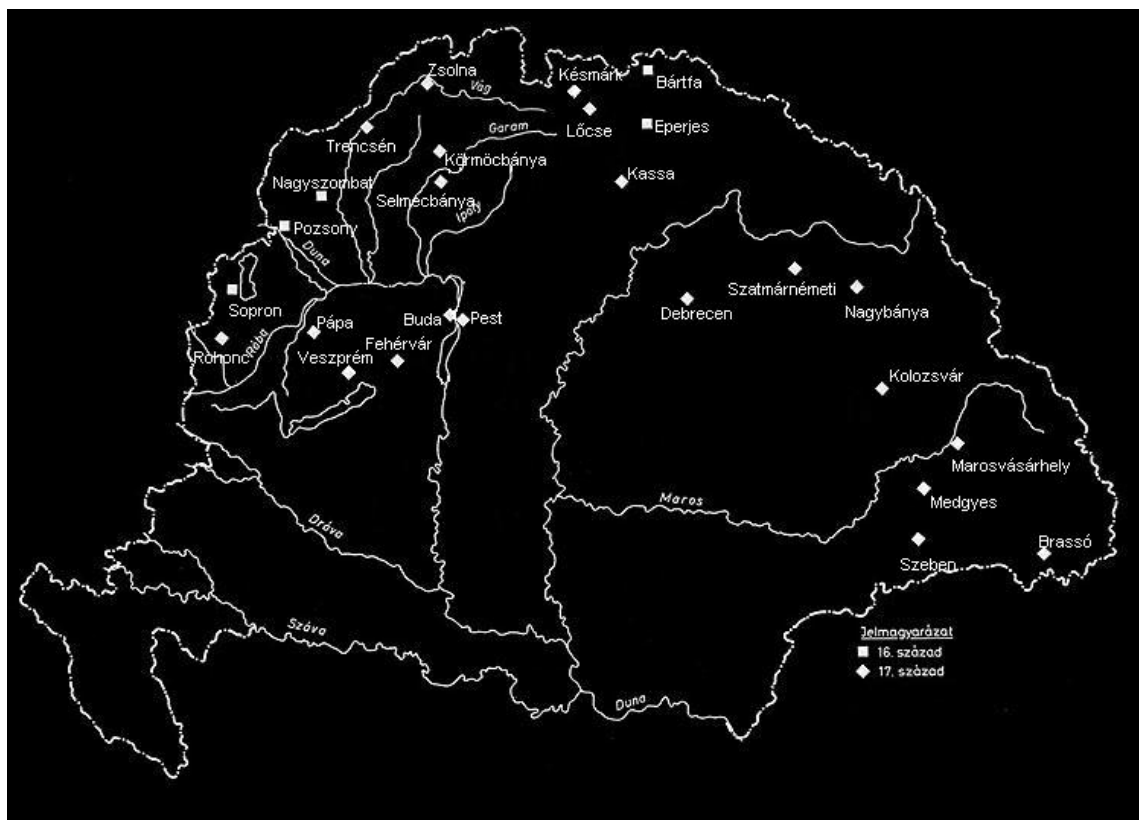 Zsolna
Késmárk
Bártfa
Vág
Lőcse
Garam
Eperjes
Trencsén
Körmöcbánya
Nagyszombat
Selmecbánya
Kassa
Ipoly
Pozsony
Duna
Sopron
Szatmárnémeti
Nagybánya
Debrecen
Pápa
Buda
Pest
Rába
Rohonc
Veszprém
Fehérvár
Kolozsvár
Marosvásárhely
Maros
Medgyes
Dráva
Brassó
Szeben
Száva
Jelmagyarázat
16. század
17. század
Duna